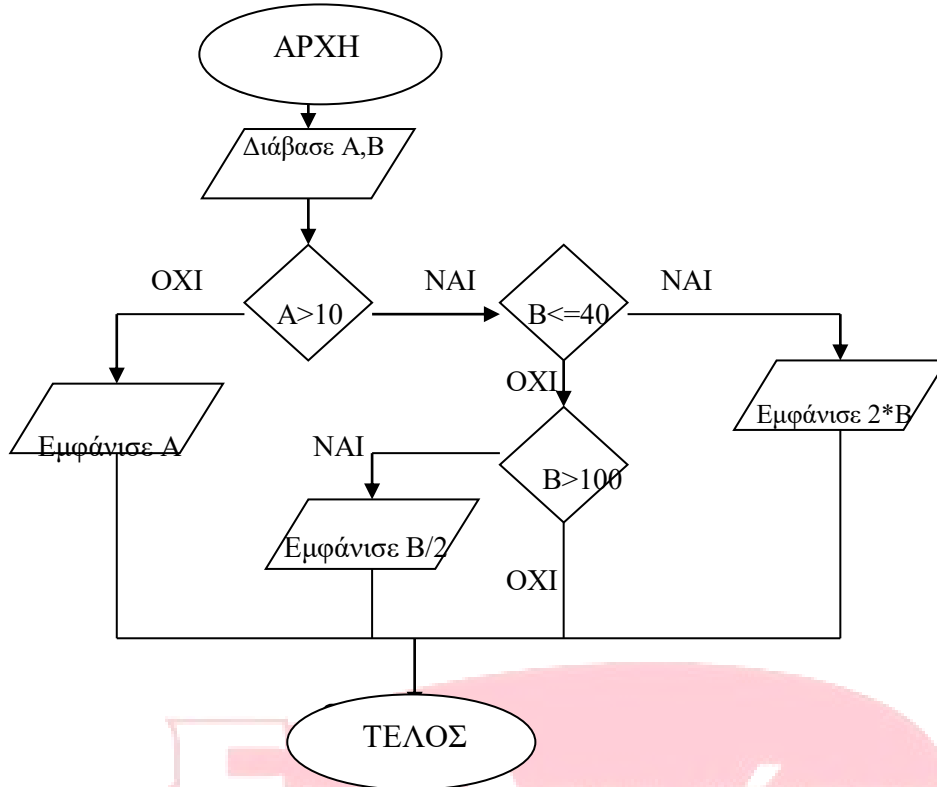 ΑΡΧΗ
Διάβασε Α,Β
ΟΧΙ
Α>10
ΝΑΙ
Β<=40
ΝΑΙ
ΟΧΙ
Εμφάνισε Α
Εμφάνισε 2*Β
ΝΑΙ
Β>100
Εμφάνισε Β/2
ΟΧΙ
ΤΕΛΟΣ